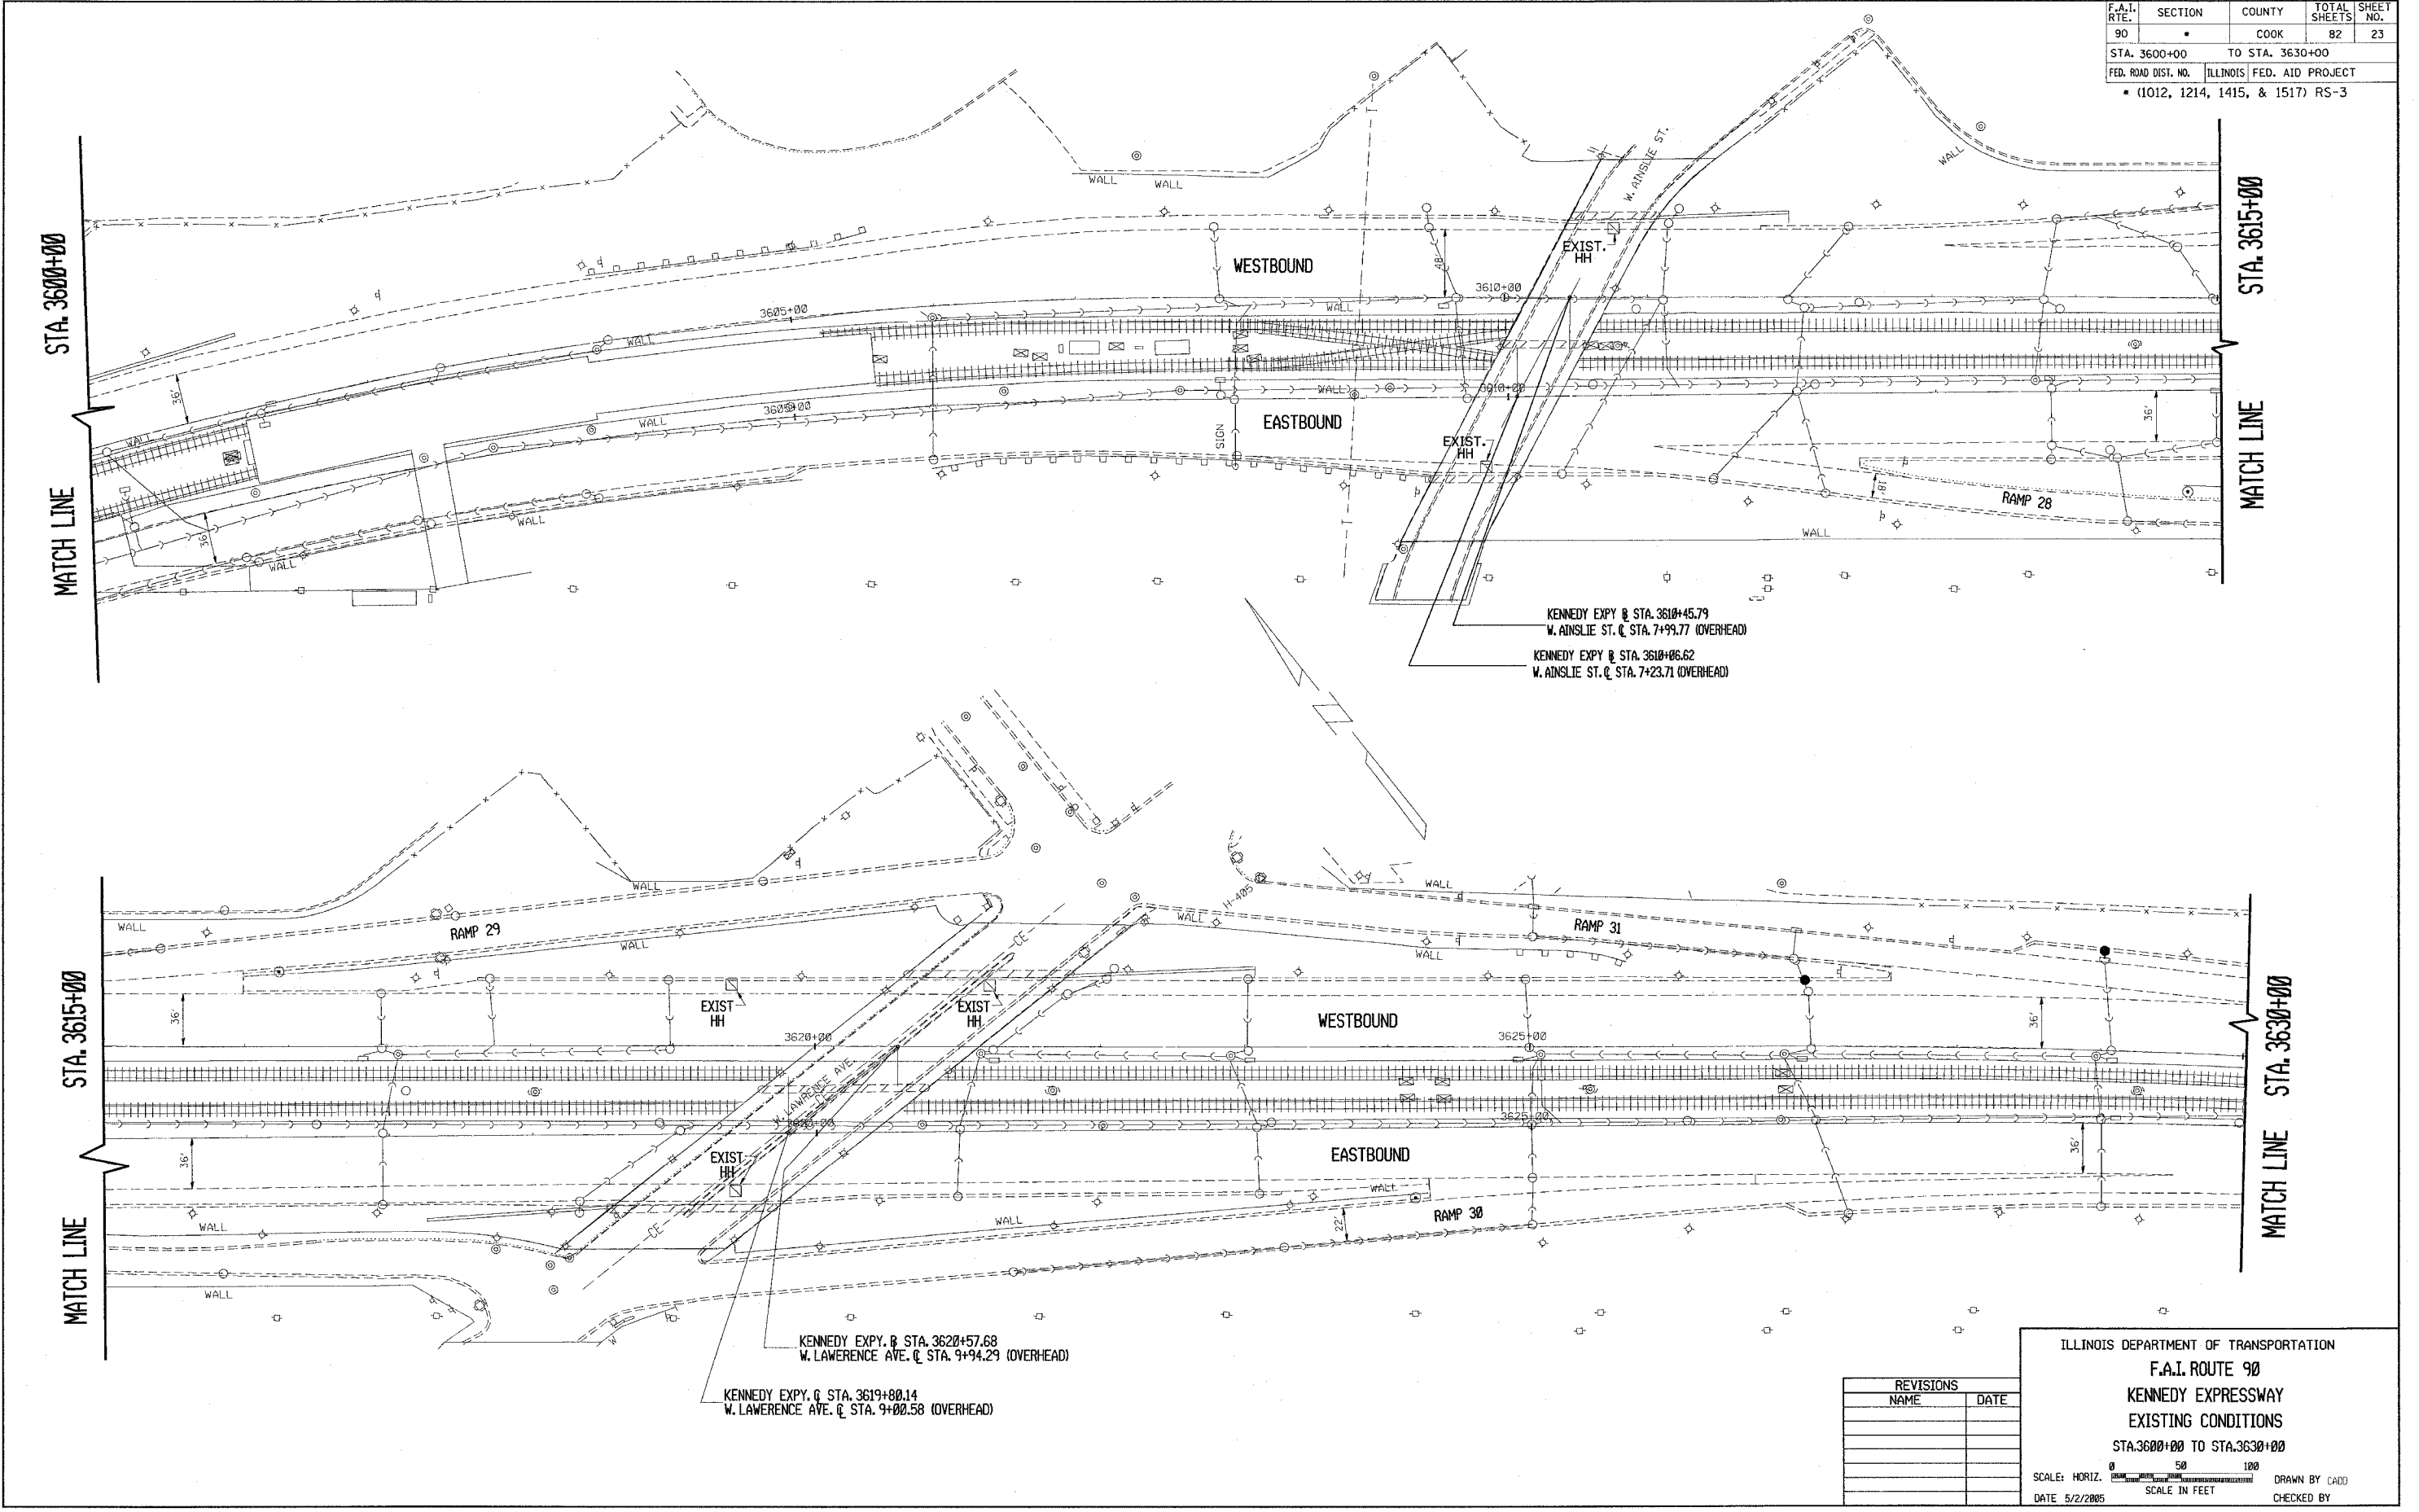 F.A.I. RTE. SECTION COUNTY TOTAL SHEETS SHEET NO.
90 * COOK 82 23
STA. 3600+00 TO STA. 3630+00
FED. ROAD DIST. NO. ILLINOIS FED. AID PROJECT
* (1012, 1214, 1415, & 1517) RS-3
STA. 3600+00
MATCH LINE
STA. 3615+00
MATCH LINE
W. AINSLIE ST.
WALL
WALL
WALL
EXIST.
HH
WESTBOUND
48'
3610+00
3605+00
WALL
WALL
36'
WALL
3610+00
3605+00
WALL
EASTBOUND
SIGN
36'
WALL
EXIST.
HH
18'
RAMP 28
36'
WALL
WALL
WALL
KENNEDY EXPY ℄ STA. 3610+45.79
W. AINSLIE ST. ℄ STA. 7+99.77 (OVERHEAD)
KENNEDY EXPY ℄ STA. 3610+06.62
W. AINSLIE ST. ℄ STA. 7+23.71 (OVERHEAD)
STA. 3615+00
MATCH LINE
STA. 3630+00
MATCH LINE
WALL
WALL
H-405
WALL
WALL
RAMP 29
WALL
CE
RAMP 31
WALL
EXIST
HH
EXIST
HH
36'
WESTBOUND
36'
3620+00
3625+00
W. LAWRENCE AVE.
CE
3625+00
36'
EXIST
HH
EASTBOUND
36'
WALL
WALL
CE
WALL
22'
RAMP 30
WALL
KENNEDY EXPY. ℄ STA. 3620+57.68
W. LAWERENCE AVE. ℄ STA. 9+94.29 (OVERHEAD)
KENNEDY EXPY. ℄ STA. 3619+80.14
W. LAWERENCE AVE. ℄ STA. 9+00.58 (OVERHEAD)
REVISIONS
NAME DATE
ILLINOIS DEPARTMENT OF TRANSPORTATION
F.A.I. ROUTE 90
KENNEDY EXPRESSWAY
EXISTING CONDITIONS
STA.3600+00 TO STA.3630+00
0 50 100
SCALE: HORIZ.
SCALE IN FEET
DRAWN BY CADD
DATE 5/2/2005
CHECKED BY